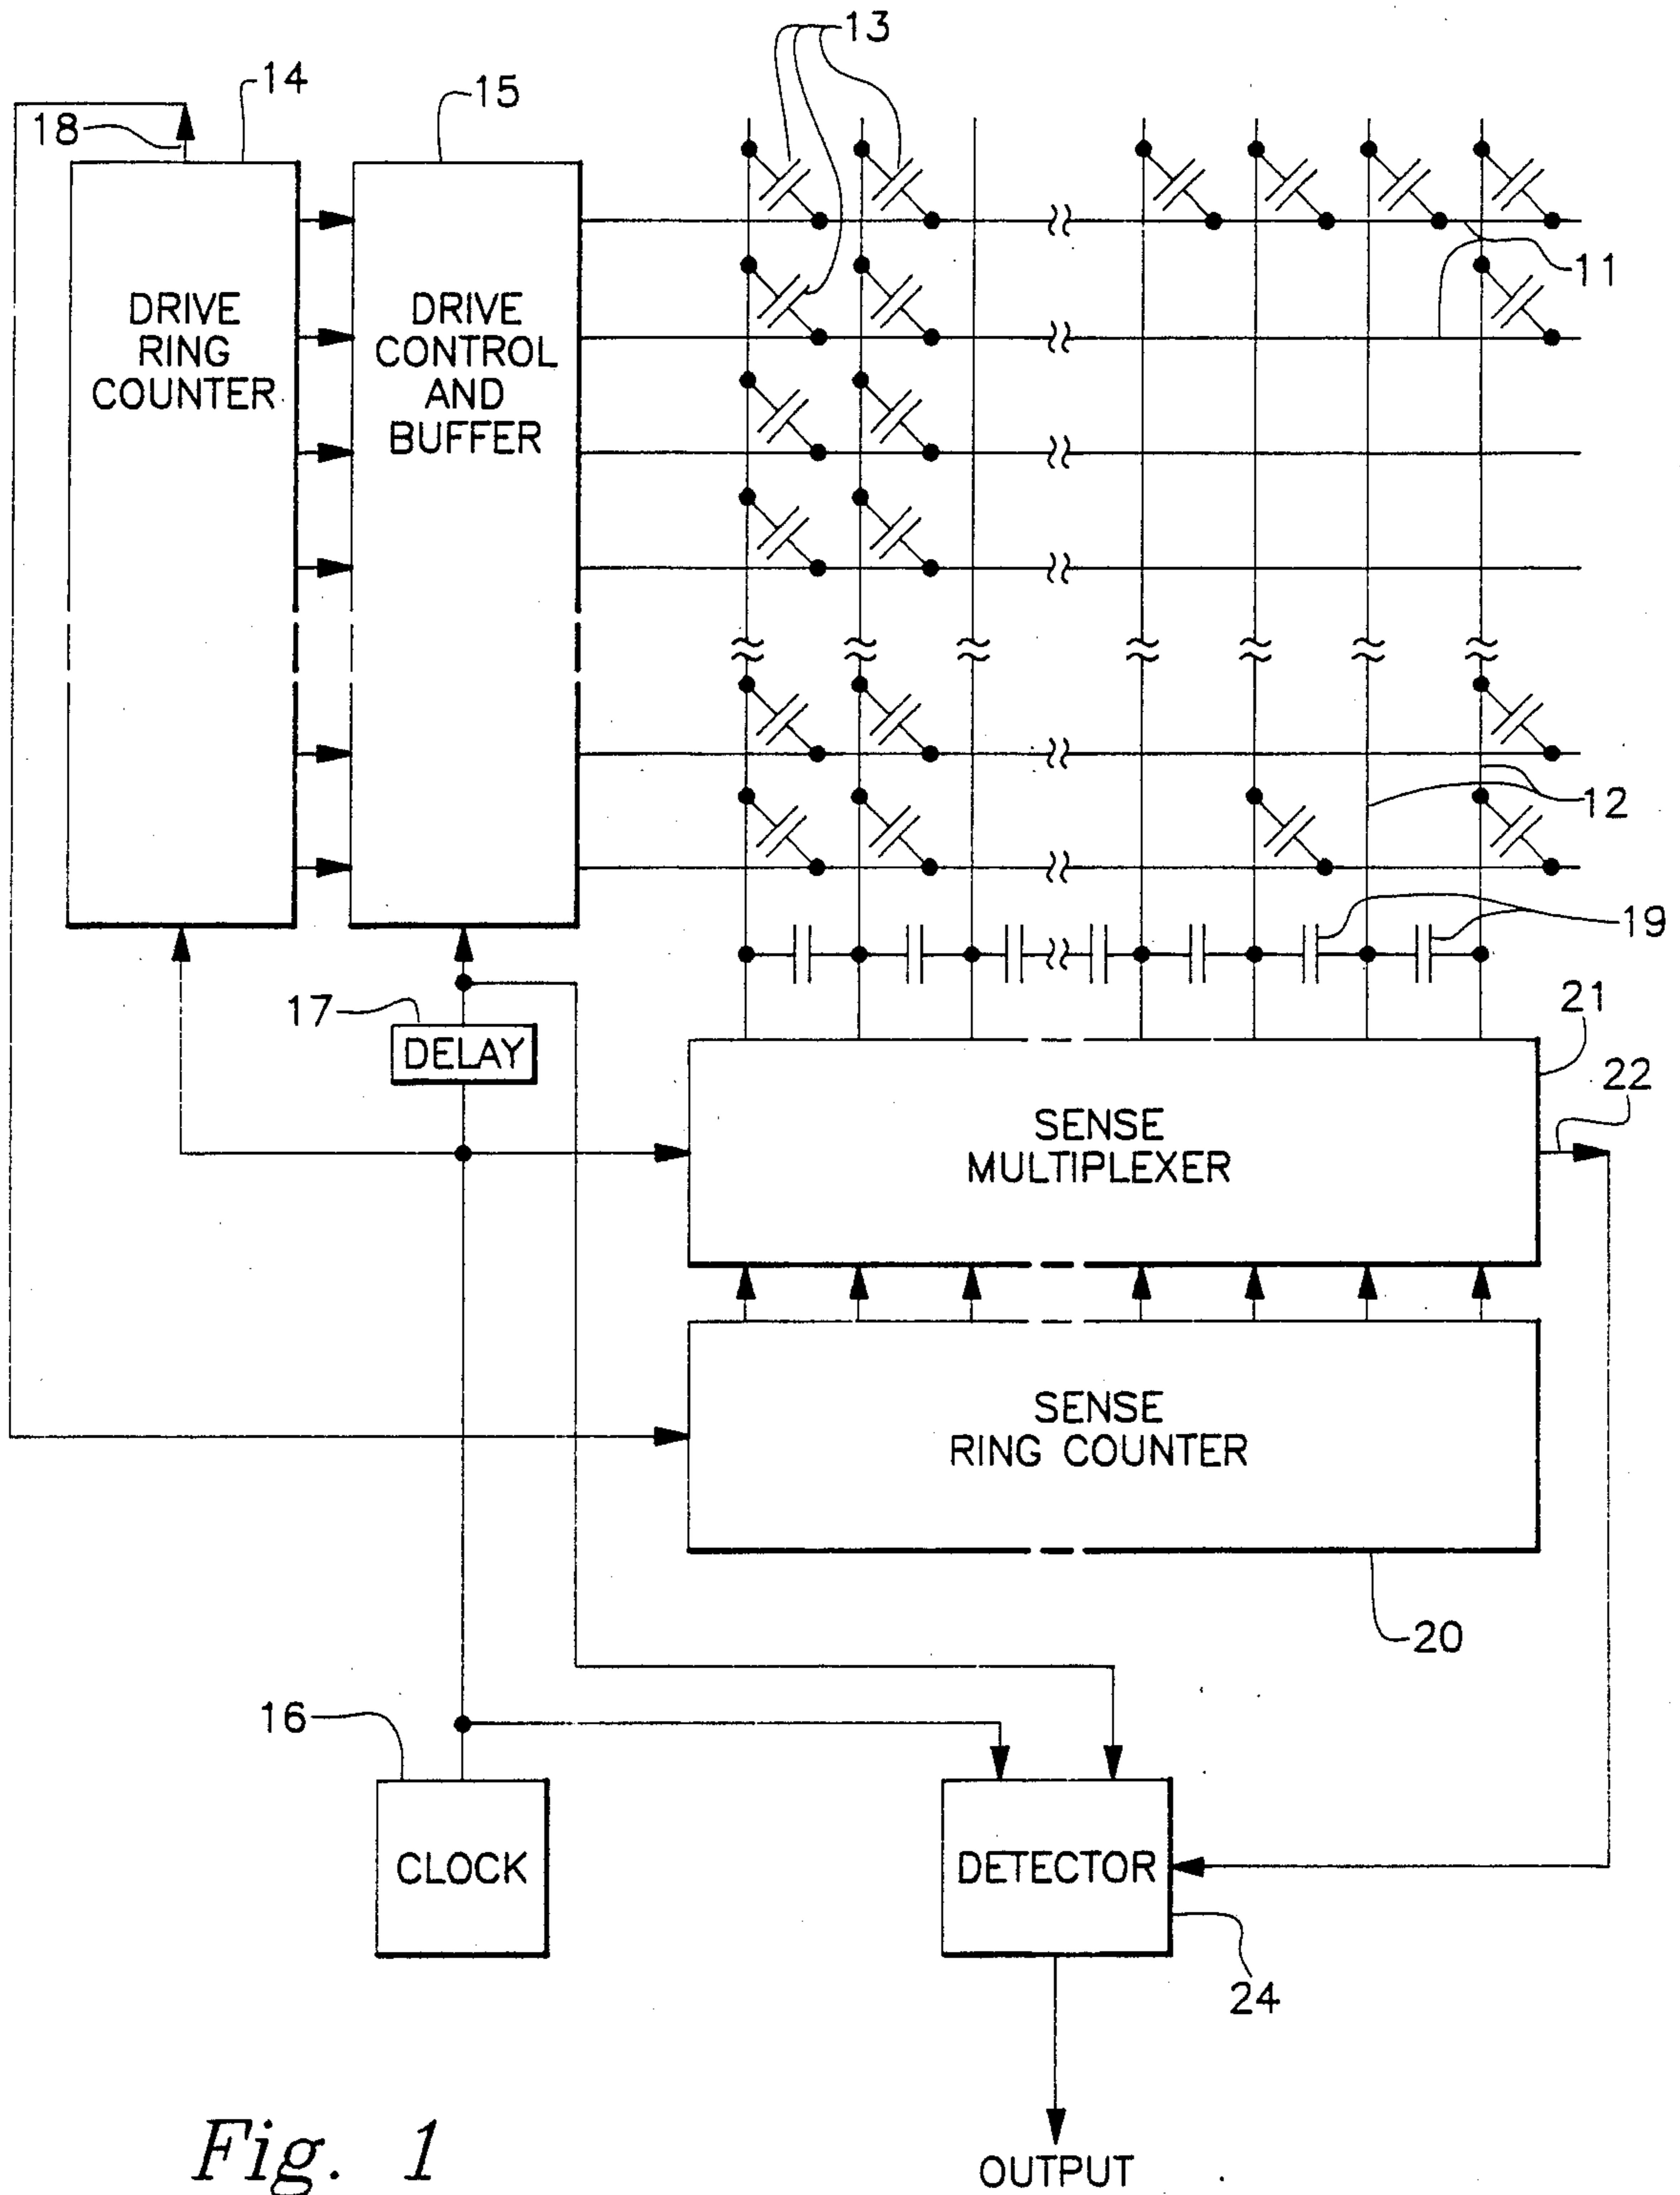 13
14
15
18
11
DRIVE
RING
COUNTER
DRIVE
CONTROL
AND
BUFFER
12
19
17
DELAY
21
22
SENSE
MULTIPLEXER
SENSE
RING COUNTER
20
16
CLOCK
DETECTOR
24
Fig. 1
OUTPUT